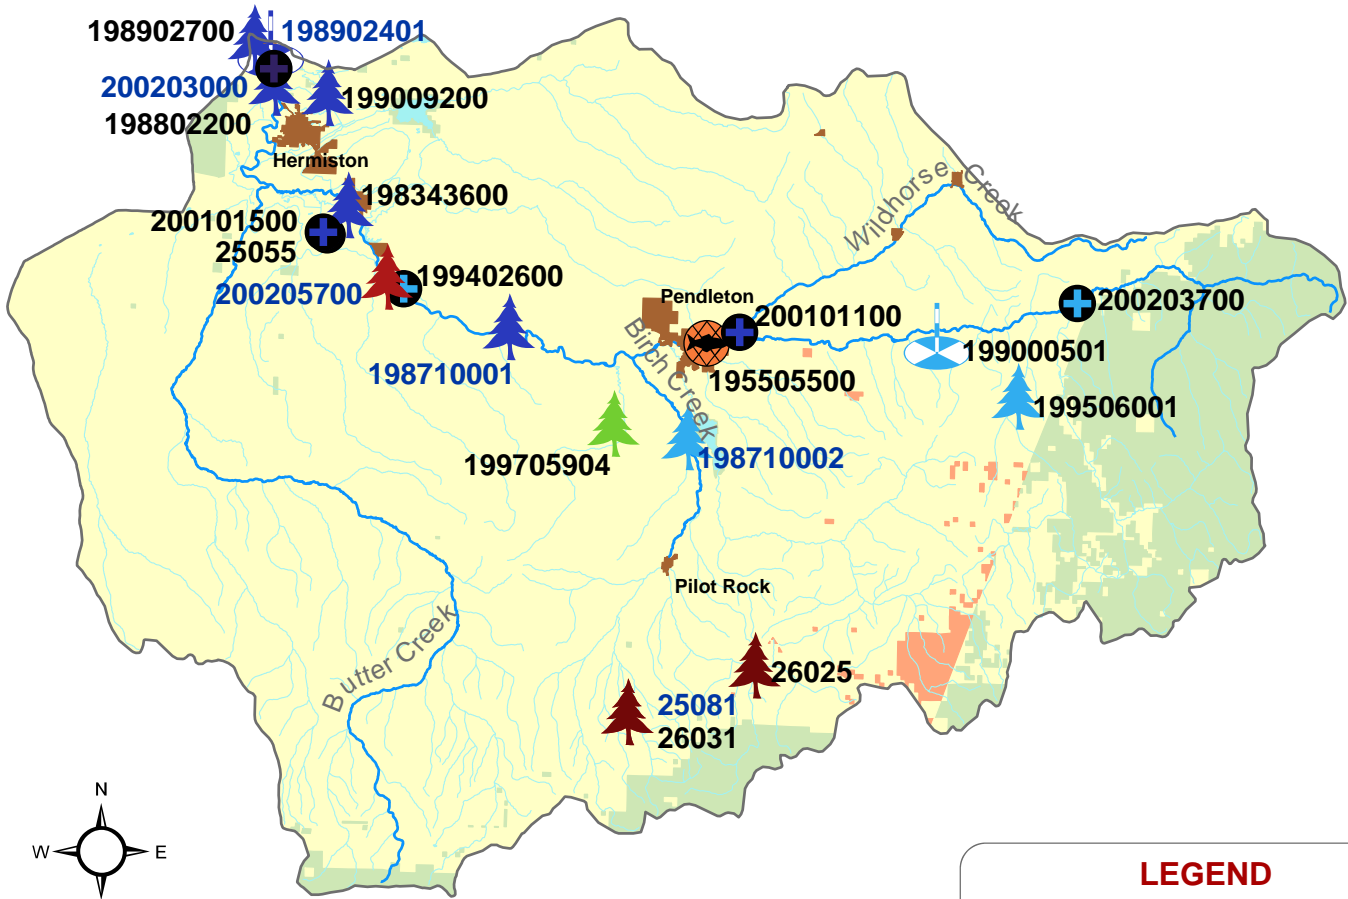 198902700
198902401
200203000
199009200
198802200
Hermiston
198343600
200101500
25055
200205700
199402600
198710001
Wildhorse Creek
Pendleton
200101100
200203700
Birch Creek
199000501
195505500
199506001
199705904
198710002
Pilot Rock
Butter Creek
26025
25081
26031
N
W
E
LEGEND